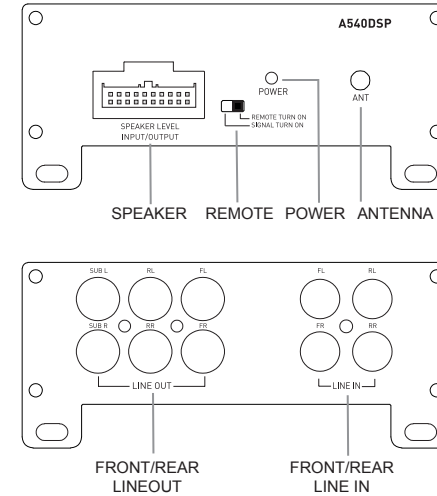 A540DSP
POWER
ANT
REMOTE TURN ON
SIGNAL TURN ON
SPEAKER LEVEL
INPUT/OUTPUT
SPEAKER REMOTE POWER ANTENNA
SUB L RL FL FL RL
SUB R RR FR FR RR
LINE OUT LINE IN
FRONT/REAR FRONT/REAR
LINEOUT LINE IN